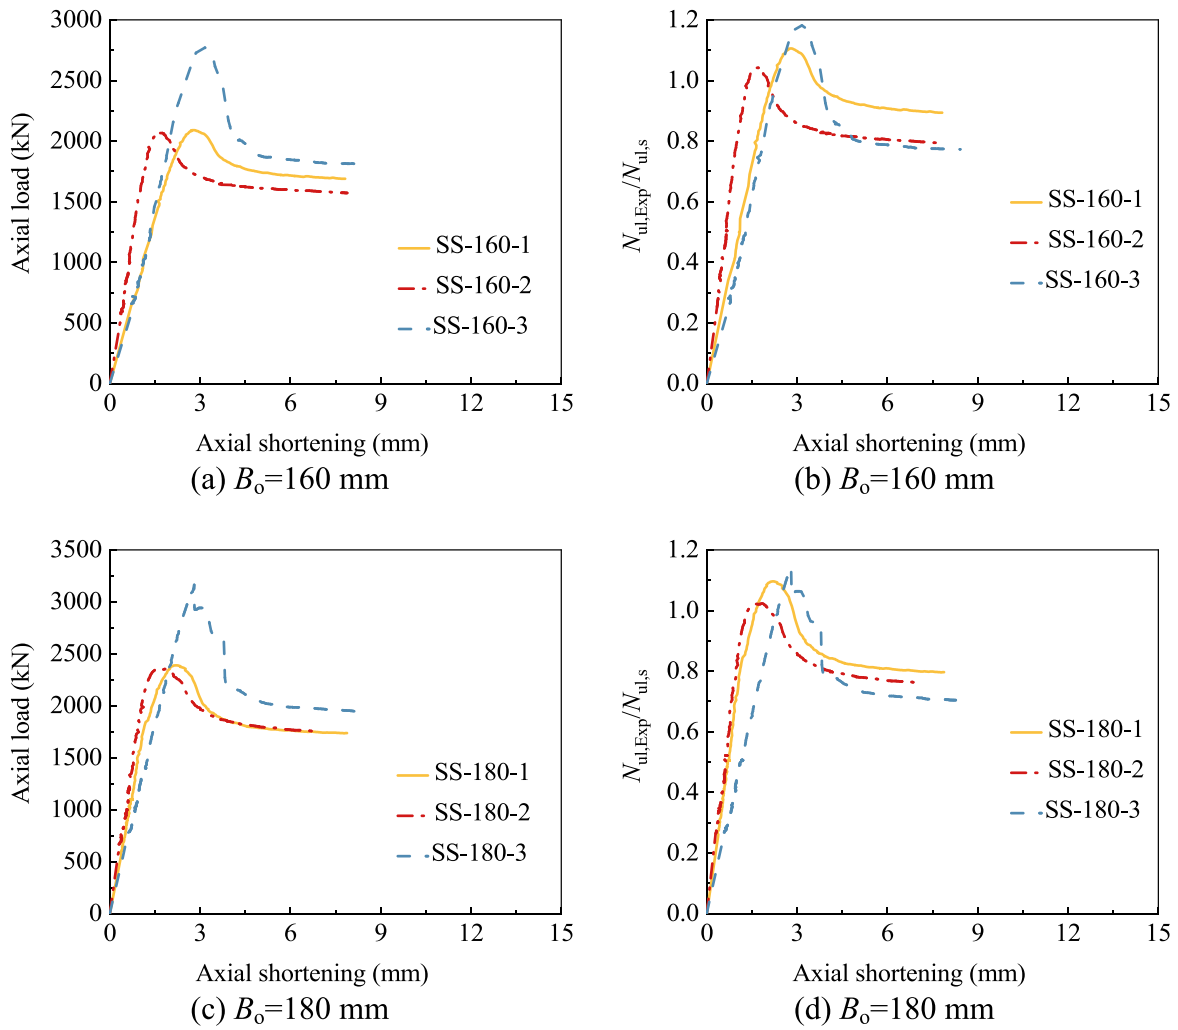 3000
2500
2000
1500
1000
500
0
Axial load (kN)
SS-160-1
SS-160-2
SS-160-3
0 3 6 9 12 15
Axial shortening (mm)
(a) Bo=160 mm
1.2
1.0
0.8
0.6
0.4
0.2
0.0
Nul,Exp/Nul,s
SS-160-1
SS-160-2
SS-160-3
0 3 6 9 12 15
Axial shortening (mm)
(b) Bo=160 mm
3500
3000
2500
2000
1500
1000
500
0
Axial load (kN)
SS-180-1
SS-180-2
SS-180-3
0 3 6 9 12 15
Axial shortening (mm)
(c) Bo=180 mm
1.2
1.0
0.8
0.6
0.4
0.2
0.0
Nul,Exp/Nul,s
SS-180-1
SS-180-2
SS-180-3
0 3 6 9 12 15
Axial shortening (mm)
(d) Bo=180 mm